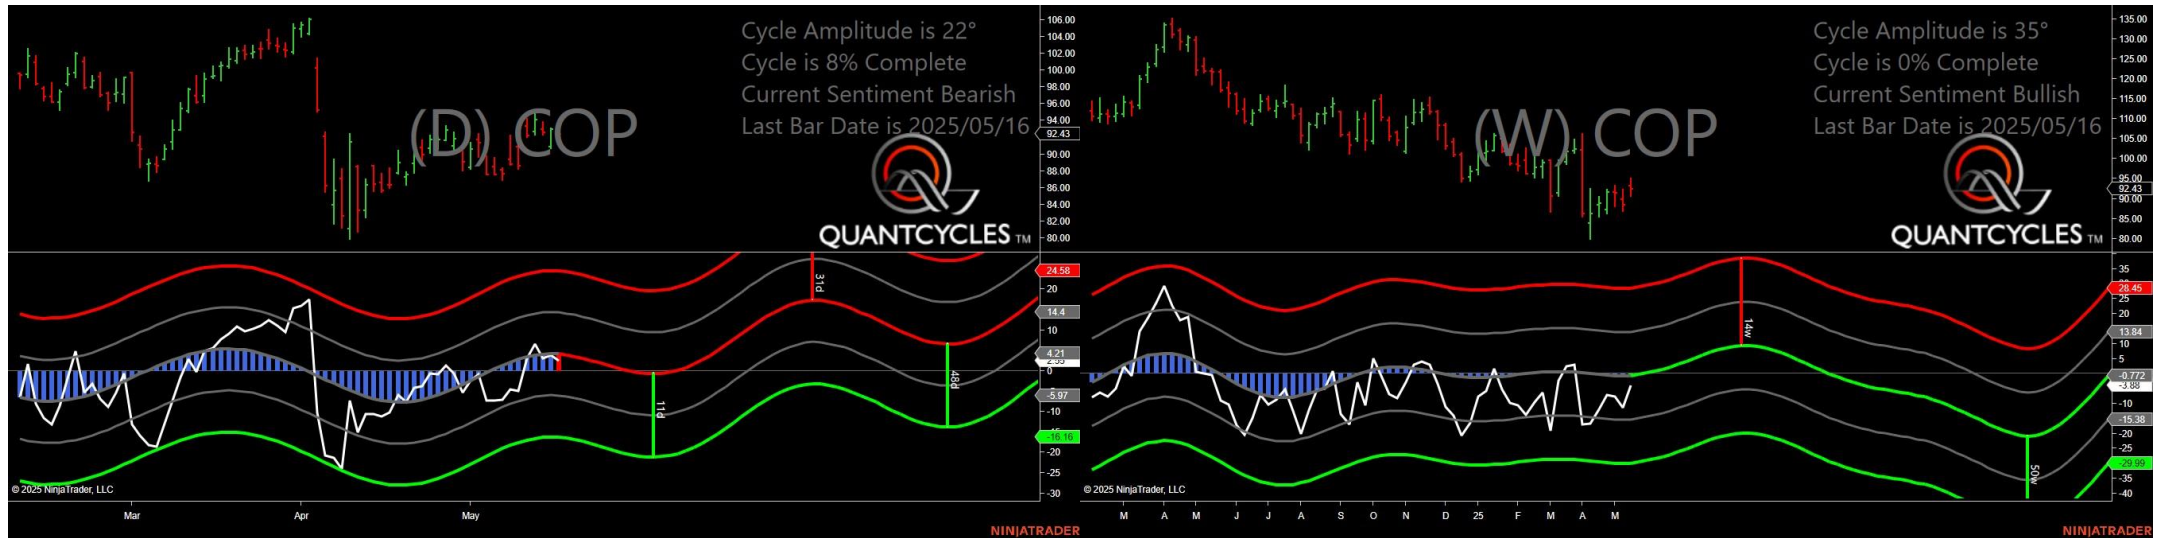 Cycle Amplitude is 22°
Cycle is 8% Complete
Current Sentiment Bearish
Last Bar Date is 2025/05/16
(D) COP
QUANTCYCLES TM
106.00
104.00
102.00
100.00
98.00
96.00
94.00
92.43
90.00
88.00
86.00
84.00
82.00
80.00
31d
11d
48d
24.58
20
14.4
10
4.21
0
-5.97
-10
-16.16
-20
-25
-30
© 2025 NinjaTrader, LLC
Mar
Apr
May
NINJATRADER
Cycle Amplitude is 35°
Cycle is 0% Complete
Current Sentiment Bullish
Last Bar Date is 2025/05/16
(W) COP
QUANTCYCLES TM
135.00
130.00
125.00
120.00
115.00
110.00
105.00
100.00
95.00
92.43
90.00
85.00
80.00
14w
50w
35
28.45
25
20
13.84
10
5
-0.772
-3.88
-10
-15.38
-20
-25
-29.99
-35
-40
© 2025 NinjaTrader, LLC
M A M J J A S O N D 25 F M A M
NINJATRADER